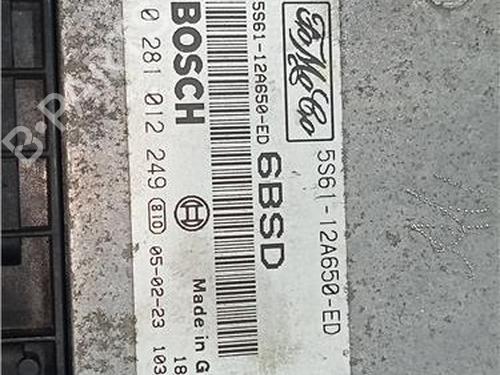 FoMoCo
5S61-12A650-ED
5S61-12A650-ED 6BSD
BOSCH
0 281 012 249 810 05-02-23 103
Made in G
18
B-PARTS